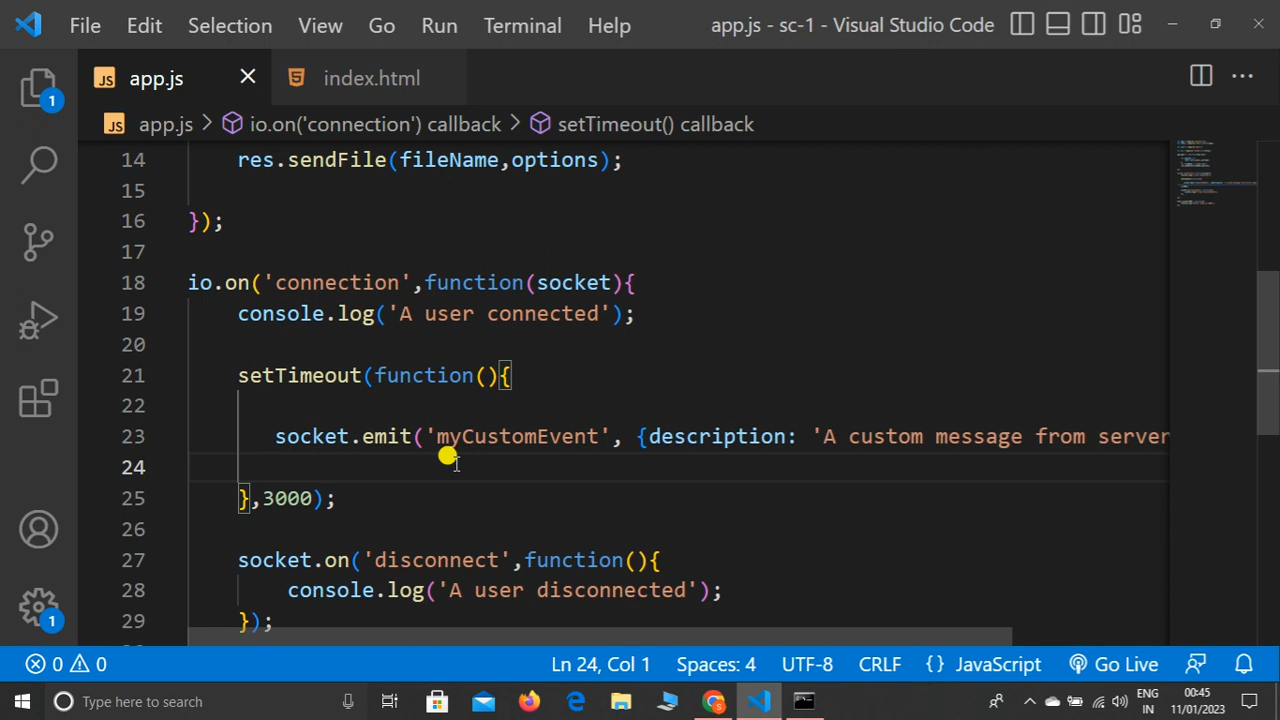 File Edit Selection View Go Run Terminal Help app.js - sc-1 - Visual Studio Code
JS app.js index.html
JS app.js > io.on('connection') callback > setTimeout() callback
14 res.sendFile(fileName,options);
15
16 });
17
18 io.on('connection',function(socket){
19 console.log('A user connected');
20
21 setTimeout(function(){
22
23 socket.emit('myCustomEvent', {description: 'A custom message from server
24
25 },3000);
26
27 socket.on('disconnect',function(){
28 console.log('A user disconnected');
29 });
1
1
0 0 Ln 24, Col 1 Spaces: 4 UTF-8 CRLF {} JavaScript Go Live
Type here to search ENG IN 00:45 11/01/2023